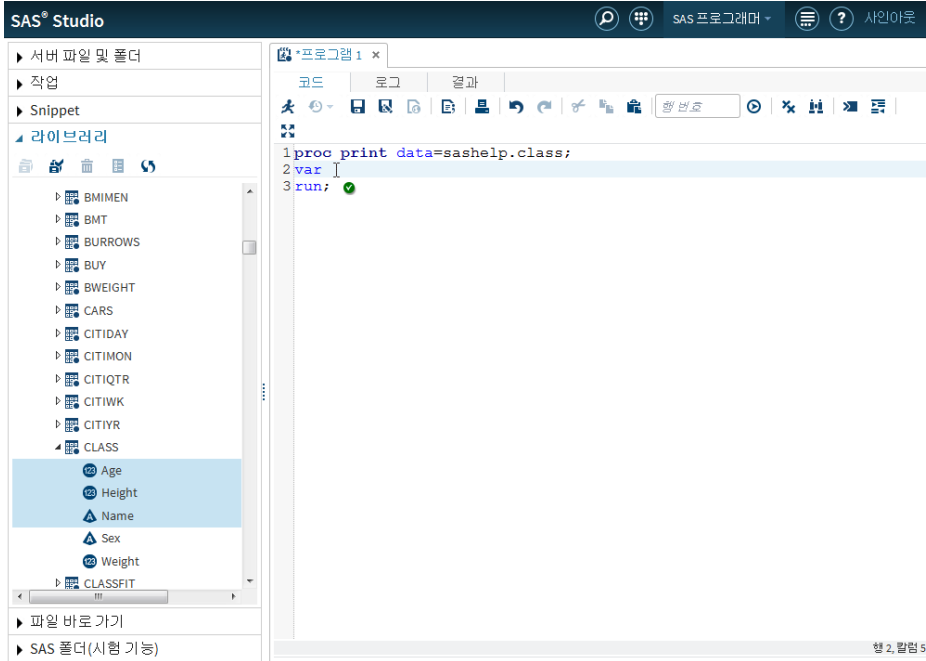 SAS® Studio
SAS 프로그래머
사인아웃
서버 파일 및 폴더
작업
Snippet
라이브러리
BMIMEN
BMT
BURROWS
BUY
BWEIGHT
CARS
CITIDAY
CITIMON
CITIQTR
CITIWK
CITIYR
CLASS
Age
Height
Name
Sex
Weight
CLASSFIT
파일 바로 가기
SAS 폴더(시험 기능)
*프로그램 1 ×
코드 로그 결과
행 번호
1 proc print data=sashelp.class;
2 var
3 run;
행 2, 칼럼 5